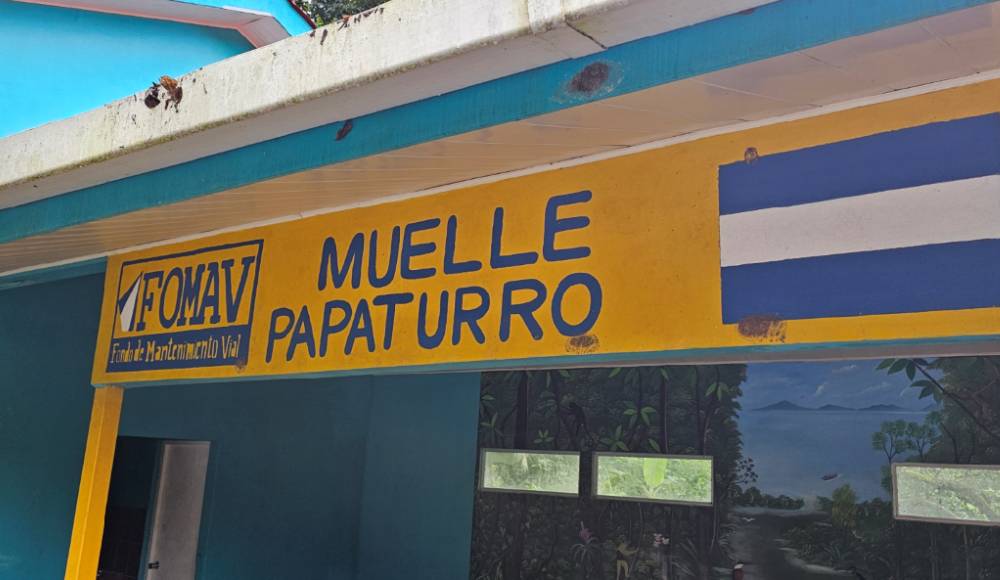 FOMAV
Fondo de Mantenimiento Vial
MUELLE
PAPATURRO